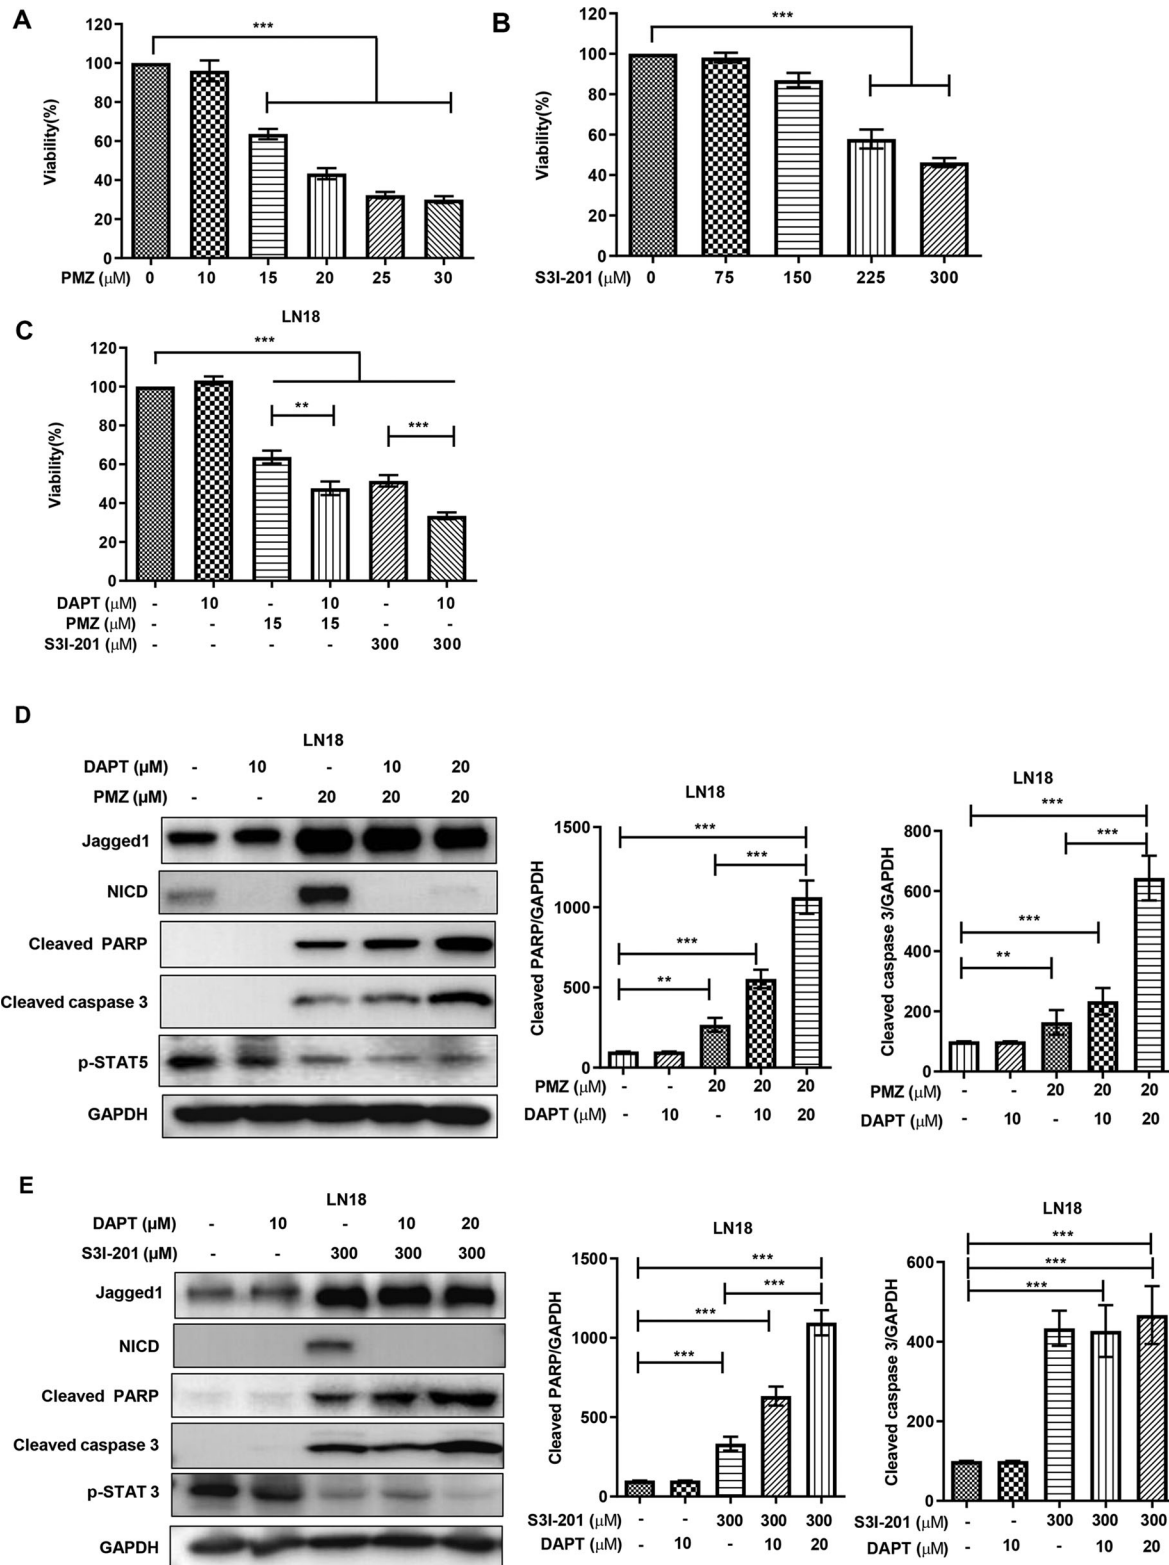 A
120
100
80
60
40
20
0
Viability(%)
***
PMZ (μM) 0 10 15 20 25 30
B
120
100
80
60
40
20
0
Viability(%)
***
S3I-201 (μM) 0 75 150 225 300
C
LN18
120
100
80
60
40
20
0
Viability(%)
***
**
***
DAPT (μM) - 10 - 10 - 10
PMZ (μM) - - 15 15 - -
S3I-201 (μM) - - - - 300 300
D
LN18
DAPT (μM) - 10 - 10 20
PMZ (μM) - - 20 20 20
Jagged1
NICD
Cleaved PARP
Cleaved caspase 3
p-STAT5
GAPDH
LN18
1500
1000
500
0
Cleaved PARP/GAPDH
***
***
***
**
PMZ (μM) - - 20 20 20
DAPT (μM) - 10 - 10 20
LN18
800
600
400
200
0
Cleaved caspase 3/GAPDH
***
***
***
**
PMZ (μM) - - 20 20 20
DAPT (μM) - 10 - 10 20
E
LN18
DAPT (μM) - 10 - 10 20
S3I-201 (μM) - - 300 300 300
Jagged1
NICD
Cleaved PARP
Cleaved caspase 3
p-STAT 3
GAPDH
LN18
1500
1000
500
0
Cleaved PARP/GAPDH
***
***
***
***
S3I-201 (μM) - - 300 300 300
DAPT (μM) - 10 - 10 20
LN18
600
400
200
0
Cleaved caspase 3/GAPDH
***
***
***
S3I-201 (μM) - - 300 300 300
DAPT (μM) - 10 - 10 20